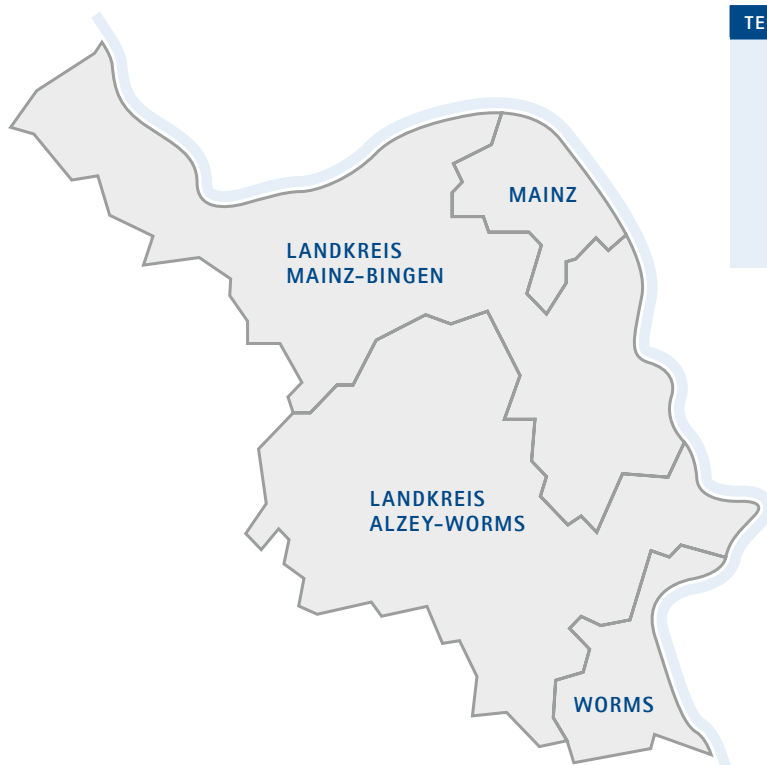 TE
MAINZ
LANDKREIS
MAINZ-BINGEN
LANDKREIS
ALZEY-WORMS
WORMS